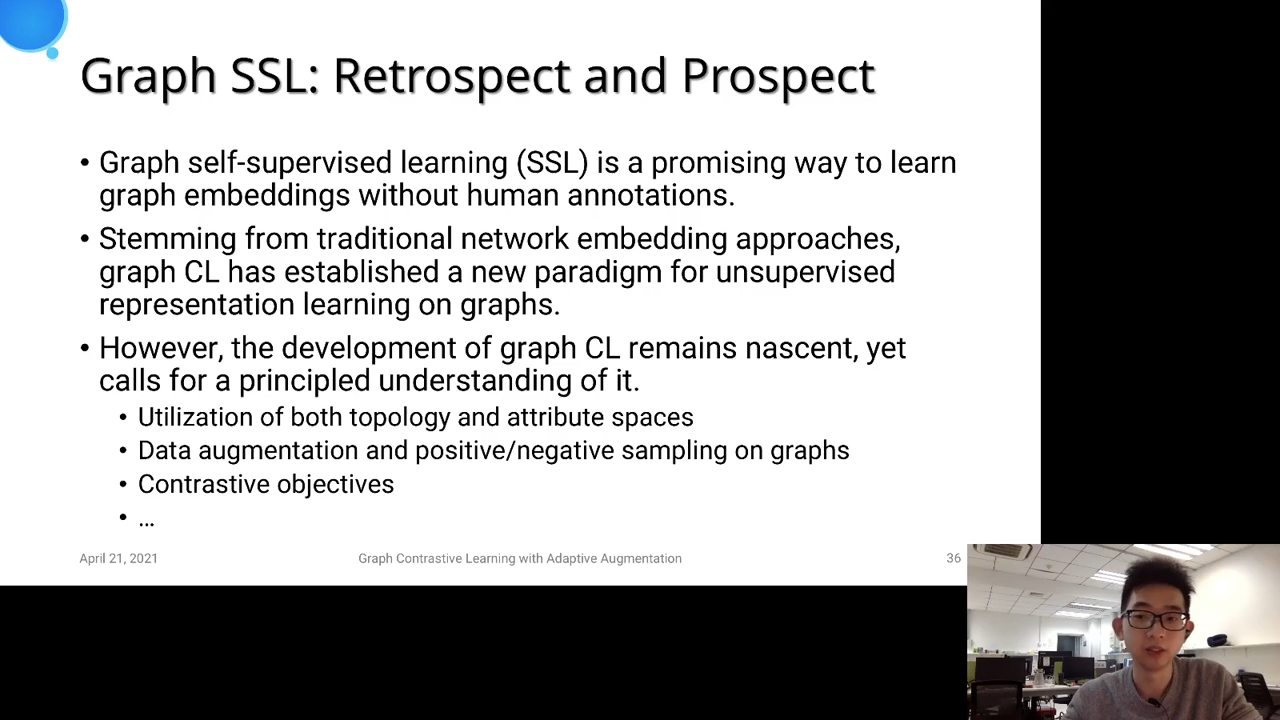 Graph SSL: Retrospect and Prospect
• Graph self-supervised learning (SSL) is a promising way to learn
graph embeddings without human annotations.
• Stemming from traditional network embedding approaches,
graph CL has established a new paradigm for unsupervised
representation learning on graphs.
• However, the development of graph CL remains nascent, yet
calls for a principled understanding of it.
• Utilization of both topology and attribute spaces
• Data augmentation and positive/negative sampling on graphs
• Contrastive objectives
• …
April 21, 2021 Graph Contrastive Learning with Adaptive Augmentation 36